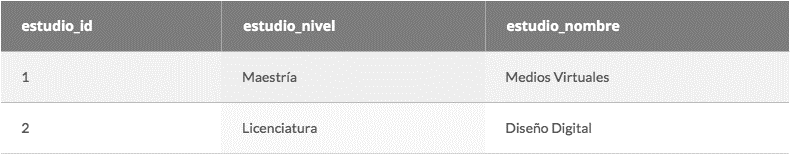 estudio_id estudio_nivel estudio_nombre
1 Maestría Medios Virtuales
2 Licenciatura Diseño Digital